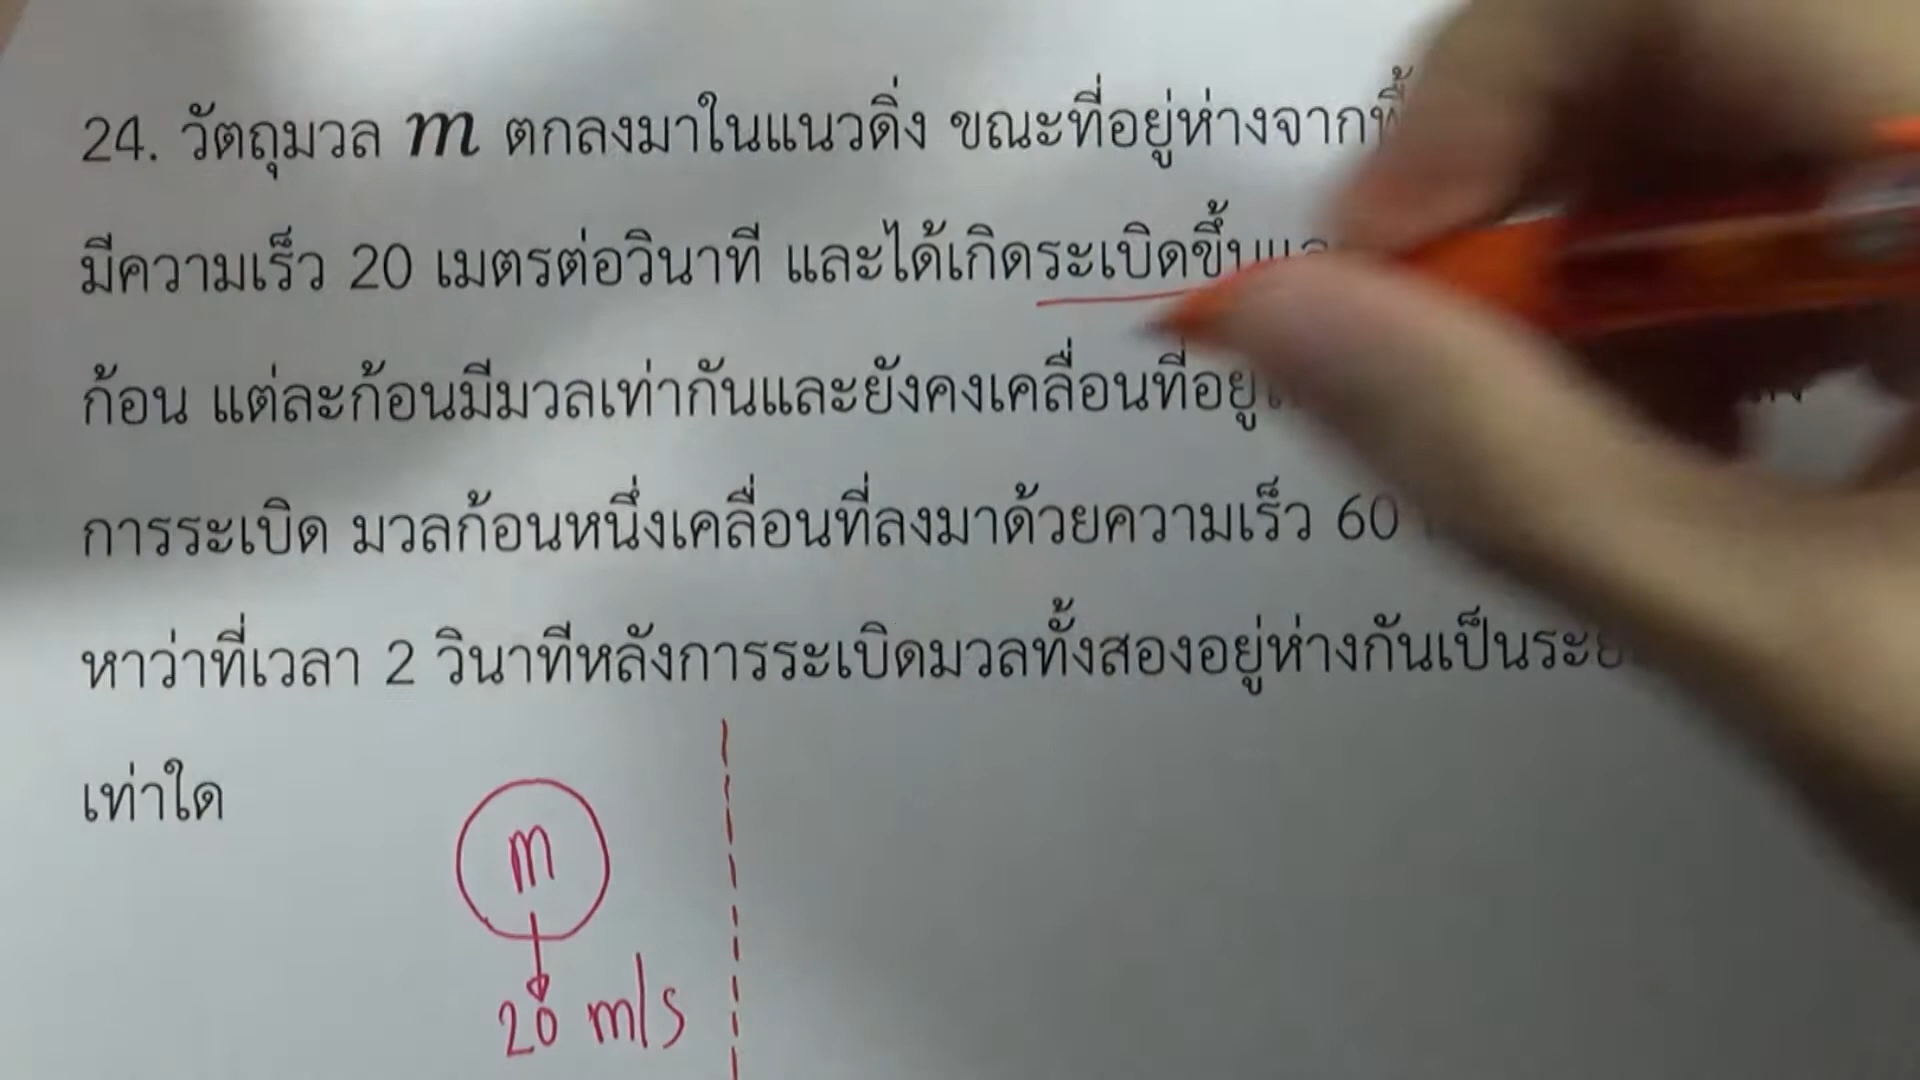 24. วัตถุมวล m ตกลงมาในแนวดิ่ง ขณะที่อยู่ห่างจาก
มีความเร็ว 20 เมตรต่อวินาที และได้เกิดระเบิดขึ้น
ก้อน แต่ละก้อนมีมวลเท่ากันและยังคงเคลื่อนที่อยู่
การระเบิด มวลก้อนหนึ่งเคลื่อนที่ลงมาด้วยความเร็ว 60
หาว่าที่เวลา 2 วินาทีหลังการระเบิดมวลทั้งสองอยู่ห่างกันเป็น
เท่าใด
m
20 m/s